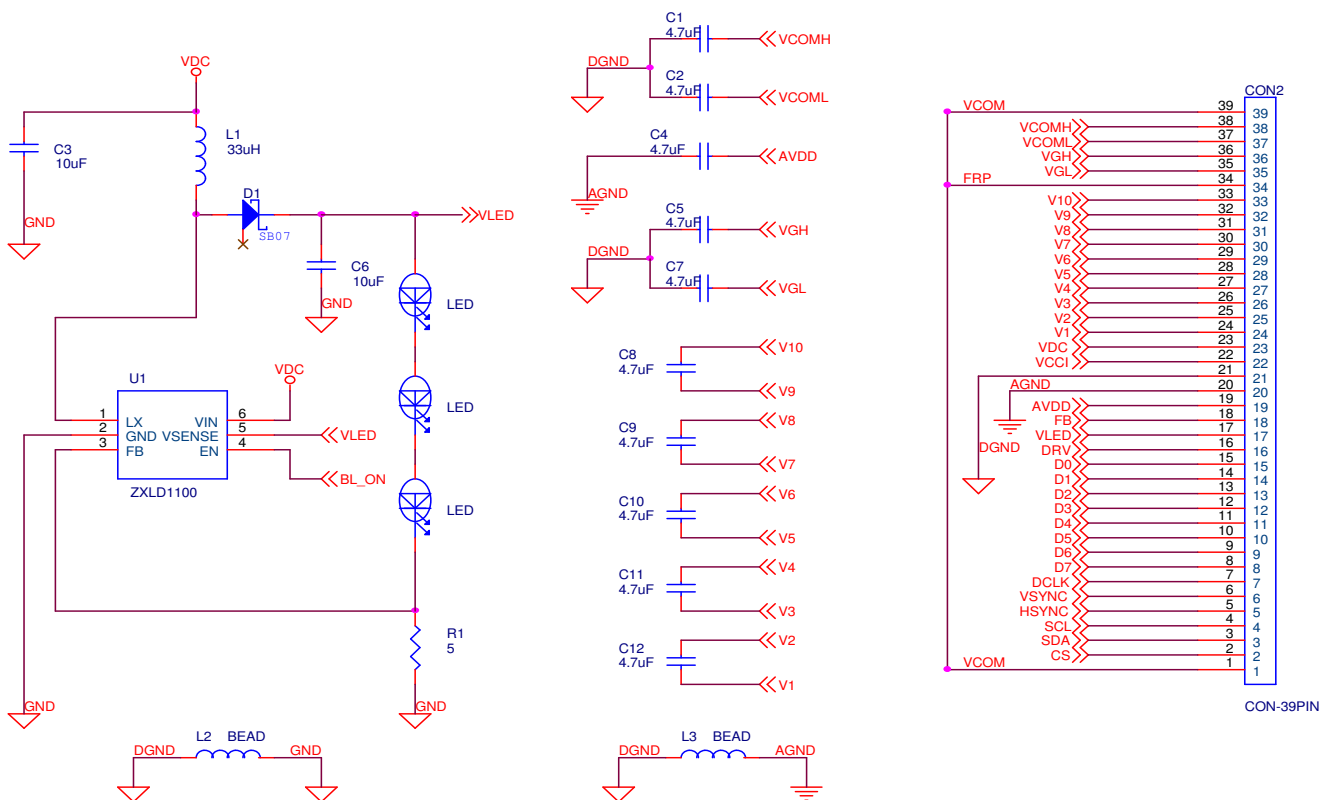 VDC
C3
10uF
GND
L1
33uH
D1
SB07
VLED
C6
10uF
GND
LED
LED
LED
U1
VDC
1
2
3
LX
GND
FB
VIN
VSENSE
EN
6
5
4
VLED
BL_ON
ZXLD1100
R1
5
GND
GND
L2 BEAD
DGND
GND
C1
4.7uF
VCOMH
DGND
C2
4.7uF
VCOML
C4
4.7uF
AVDD
AGND
C5
4.7uF
VGH
DGND
C7
4.7uF
VGL
C8
4.7uF
V10
V9
C9
4.7uF
V8
V7
C10
4.7uF
V6
V5
C11
4.7uF
V4
V3
C12
4.7uF
V2
V1
L3 BEAD
DGND
AGND
CON2
VCOM 39 39
VCOMH 38 38
VCOML 37 37
VGH 36 36
VGL 35 35
FRP 34 34
V10 33 33
V9 32 32
V8 31 31
V7 30 30
V6 29 29
V5 28 28
V4 27 27
V3 26 26
V2 25 25
V1 24 24
VDC 23 23
VCCI 22 22
21 21
AGND 20 20
AVDD 19 19
FB 18 18
VLED 17 17
DGND
DRV 16 16
D0 15 15
D1 14 14
D2 13 13
D3 12 12
D4 11 11
D5 10 10
D6 9 9
D7 8 8
DCLK 7 7
VSYNC 6 6
HSYNC 5 5
SCL 4 4
SDA 3 3
CS 2 2
VCOM 1 1
CON-39PIN